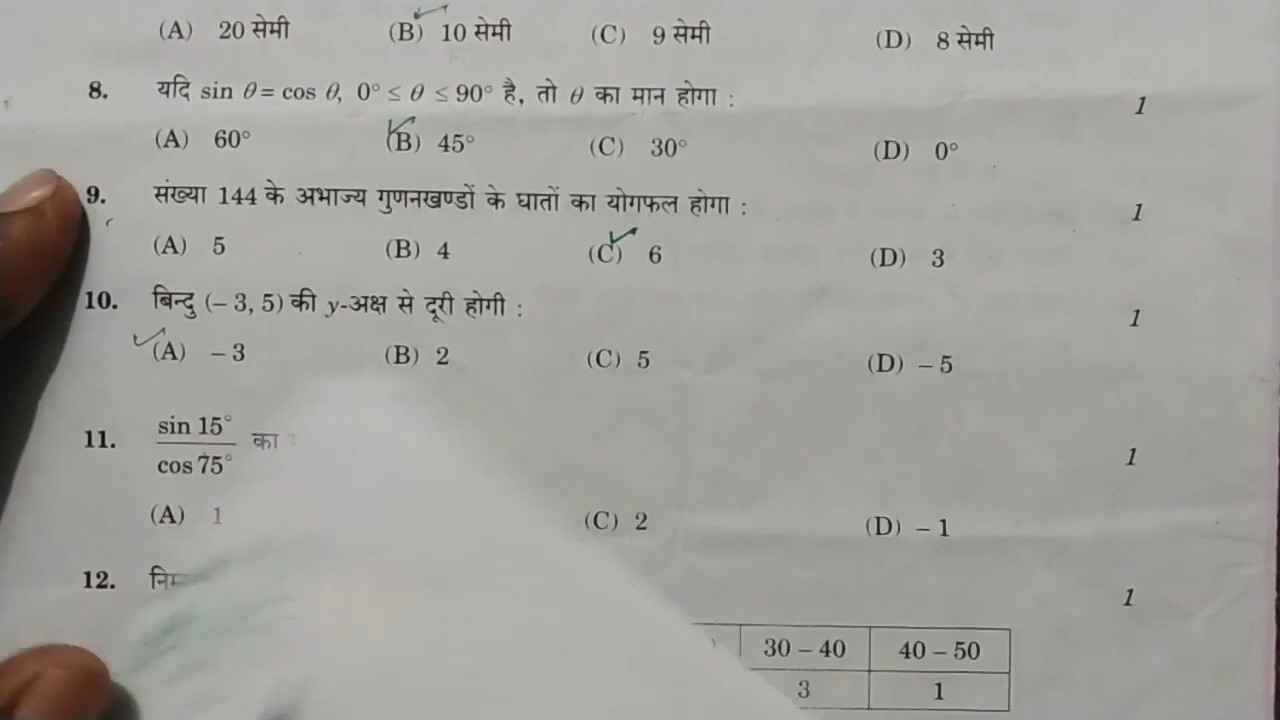 (A) 20 सेमी (B) 10 सेमी (C) 9 सेमी (D) 8 सेमी
8. यदि sin θ = cos θ, 0° ≤ θ ≤ 90° है, तो θ का मान होगा : 1
(A) 60° (B) 45° (C) 30° (D) 0°
9. संख्या 144 के अभाज्य गुणनखण्डों के घातों का योगफल होगा : 1
(A) 5 (B) 4 (C) 6 (D) 3
10. बिन्दु (– 3, 5) की y-अक्ष से दूरी होगी : 1
(A) – 3 (B) 2 (C) 5 (D) – 5
11. sin 15° / cos 75° का 1
(A) 1 (C) 2 (D) – 1
12. 1
30 – 40 40 – 50
3 1